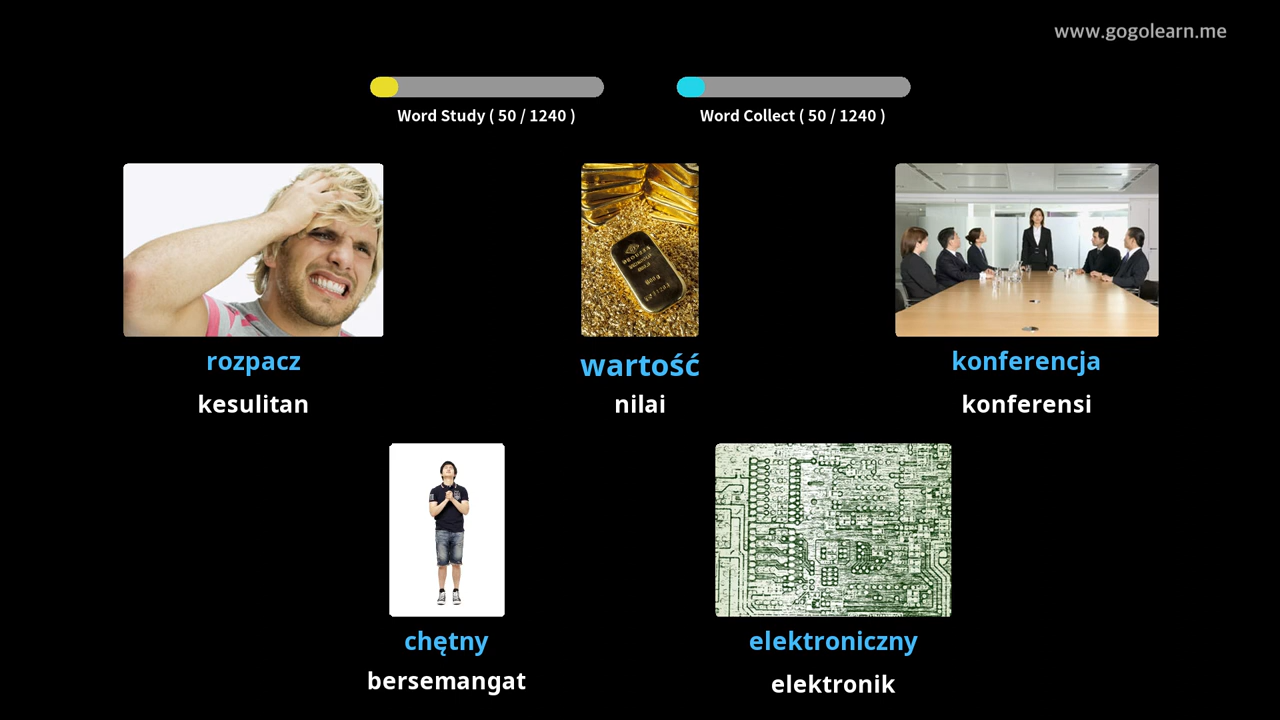 www.gogolearn.me
Word Study ( 50 / 1240 )
Word Collect ( 50 / 1240 )
rozpacz
wartość
konferencja
kesulitan
nilai
konferensi
chętny
elektroniczny
bersemangat
elektronik